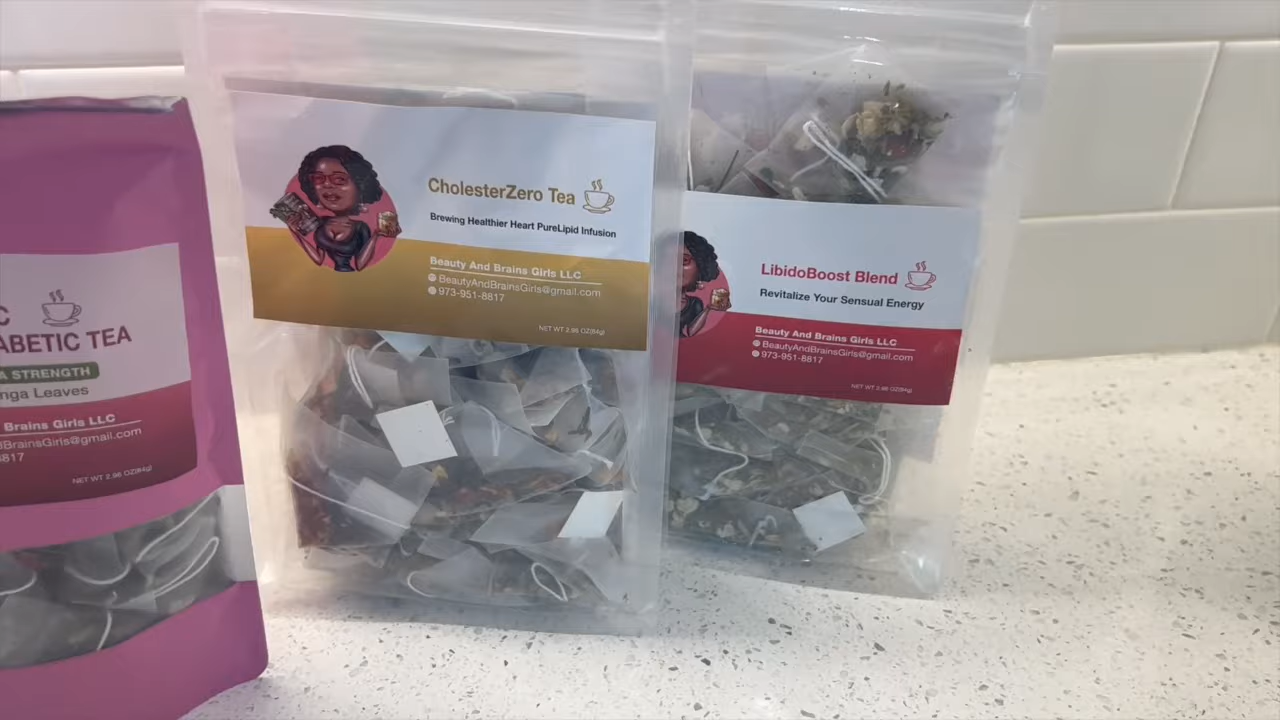 C
ABETIC TEA
A STRENGTH
nga Leaves
Brains Girls LLC
dBrainsGirls@gmail.com
8817
NET WT 2.96 OZ(84g)
CholesterZero Tea
Brewing Healthier Heart PureLipid Infusion
Beauty And Brains Girls LLC
BeautyAndBrainsGirls@gmail.com
973-951-8817
NET WT 2.96 OZ(84g)
LibidoBoost Blend
Revitalize Your Sensual Energy
Beauty And Brains Girls LLC
BeautyAndBrainsGirls@gmail.com
973-951-8817
NET WT 2.96 OZ(84g)